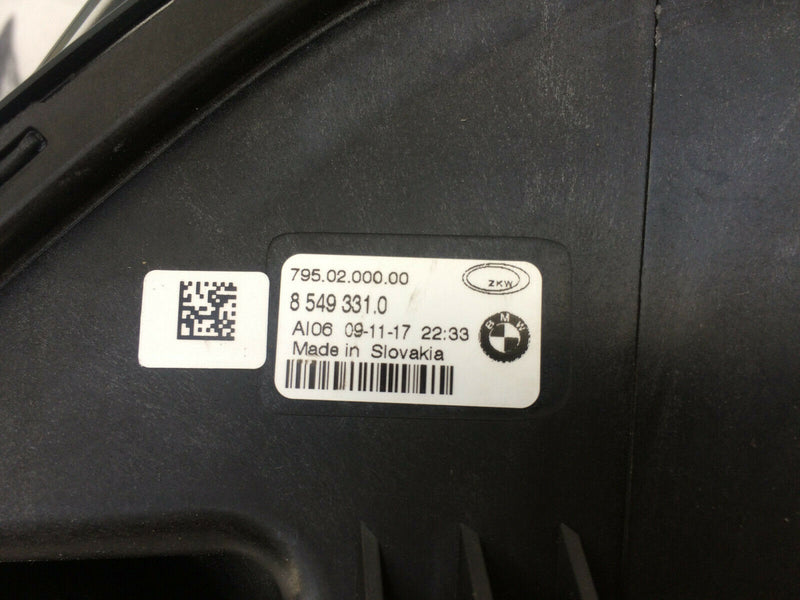 795.02.000.00
ZKW
8 549 331.0
AI06 09-11-17 22:33
BMW
Made in Slovakia